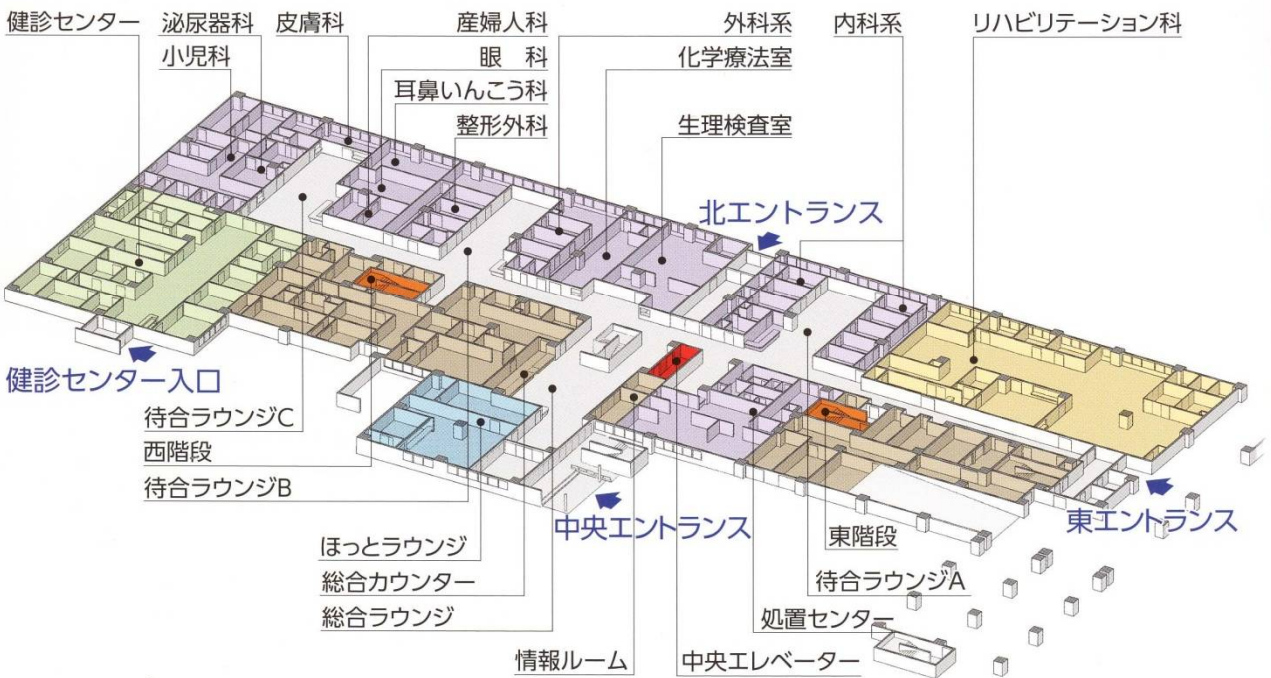 健診センター
泌尿器科
皮膚科
産婦人科
外科系
内科系
リハビリテーション科
小児科
眼　科
化学療法室
耳鼻いんこう科
整形外科
生理検査室
北エントランス
健診センター入口
待合ラウンジC
西階段
待合ラウンジB
中央エントランス
東エントランス
ほっとラウンジ
東階段
総合カウンター
待合ラウンジA
総合ラウンジ
処置センター
情報ルーム
中央エレベーター